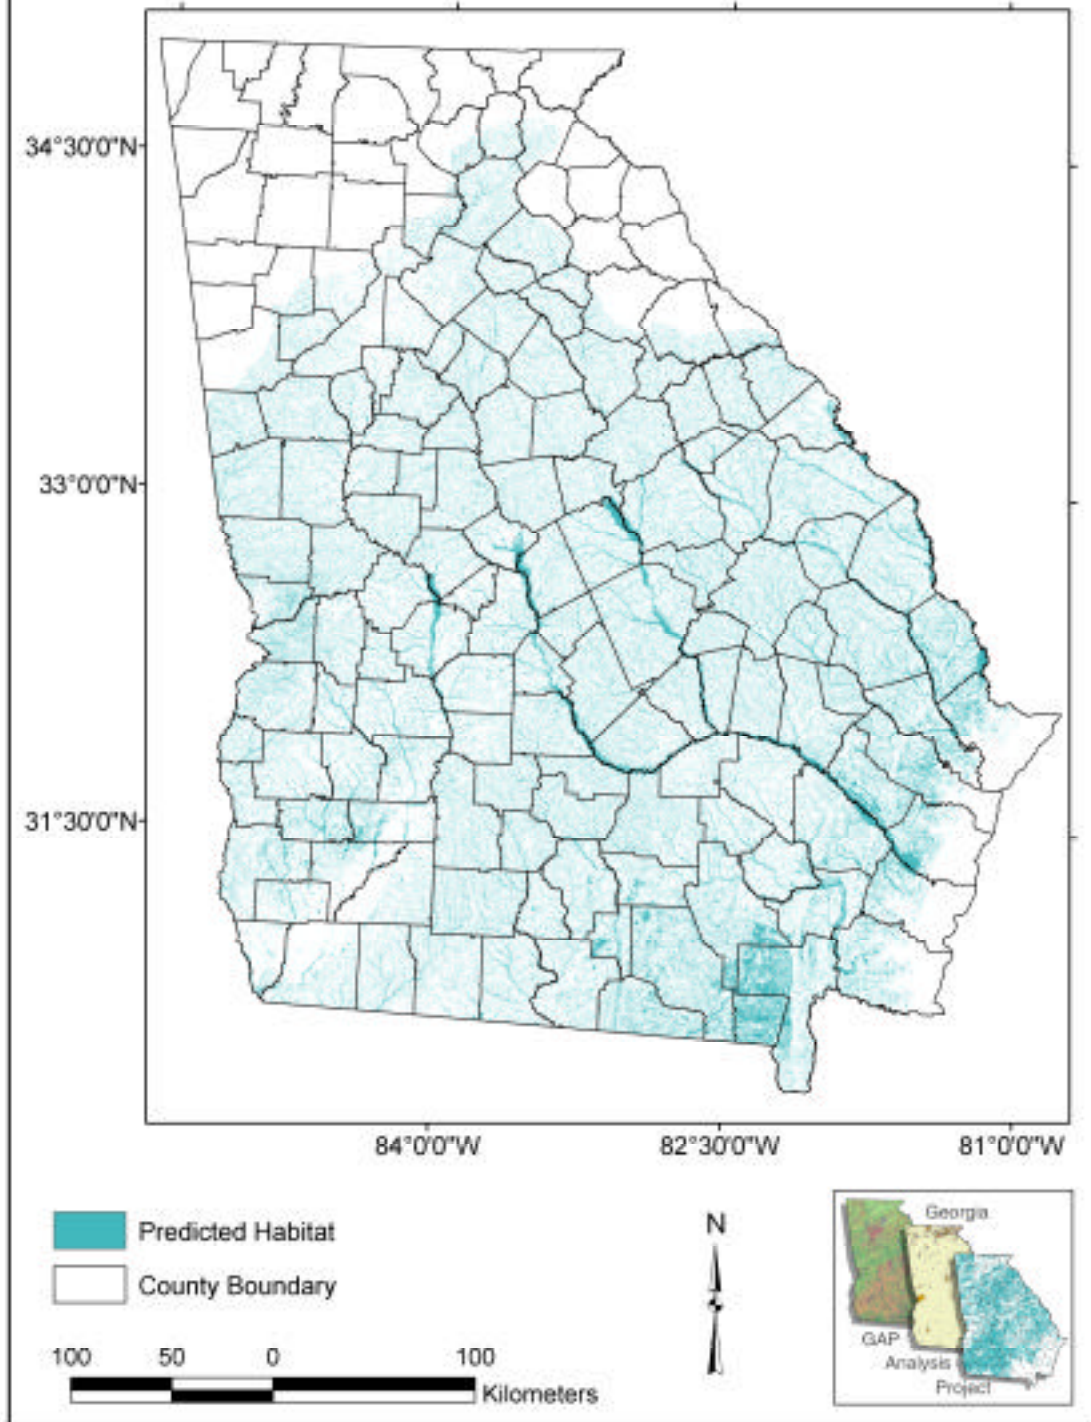 34°30'0"N
33°0'0"N
31°30'0"N
84°0'0"W 82°30'0"W 81°0'0"W
Predicted Habitat
County Boundary
N
100 50 0 100
Kilometers
Georgia
GAP
Analysis
Project